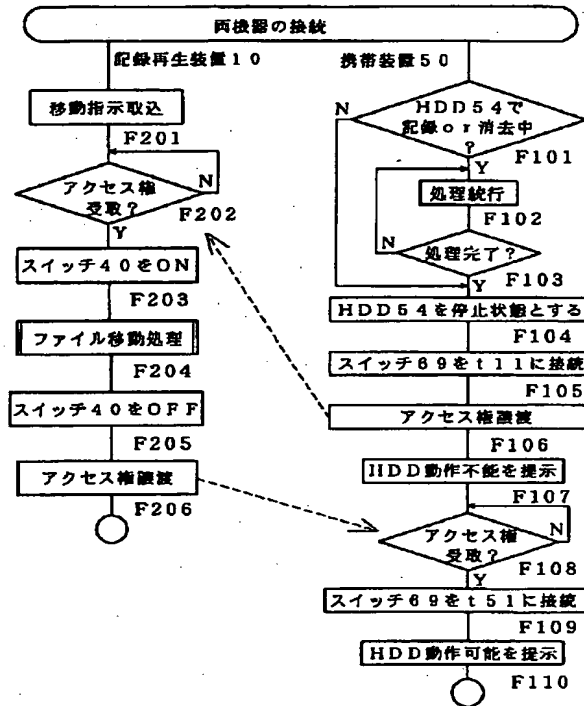 両機器の接続
記録再生装置10
移動指示取込
F201
アクセス権
受取?
N
F202
Y
スイッチ40をON
F203
ファイル移動処理
F204
スイッチ40をOFF
F205
アクセス権譲渡
F206
携帯装置50
N
HDD54で
記録or消去中
?
F101
Y
処理続行
F102
N
処理完了?
F103
Y
HDD54を停止状態とする
F104
スイッチ69をt11に接続
F105
アクセス権譲渡
F106
HDD動作不能を提示
F107
アクセス権
受取?
N
F108
Y
スイッチ69をt51に接続
F109
HDD動作可能を提示
F110